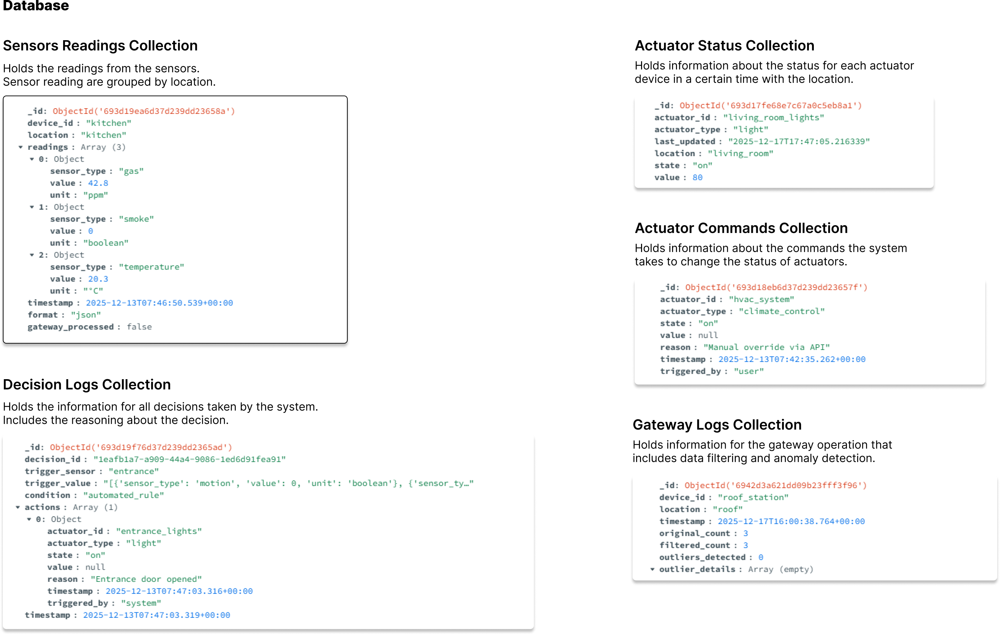 Database
Sensors Readings Collection
Holds the readings from the sensors.
Sensor reading are grouped by location.
_id: ObjectId('693d19ea6d37d239dd23658a')
device_id : "kitchen"
location : "kitchen"
readings : Array (3)
0: Object
sensor_type : "gas"
value : 42.8
unit : "ppm"
1: Object
sensor_type : "smoke"
value : 0
unit : "boolean"
2: Object
sensor_type : "temperature"
value : 20.3
unit : "°C"
timestamp : 2025-12-13T07:46:50.539+00:00
format : "json"
gateway_processed : false
Decision Logs Collection
Holds the information for all decisions taken by the system.
Includes the reasoning about the decision.
_id: ObjectId('693d19f76d37d239dd2365ad')
decision_id : "1eafb1a7-a909-44a4-9086-1ed6d91fea91"
trigger_sensor : "entrance"
trigger_value : "[{'sensor_type': 'motion', 'value': 0, 'unit': 'boolean'}, {'sensor_ty…"
condition : "automated_rule"
actions : Array (1)
0: Object
actuator_id : "entrance_lights"
actuator_type : "light"
state : "on"
value : null
reason : "Entrance door opened"
timestamp : 2025-12-13T07:47:03.316+00:00
triggered_by : "system"
timestamp : 2025-12-13T07:47:03.319+00:00
Actuator Status Collection
Holds information about the status for each actuator
device in a certain time with the location.
_id: ObjectId('693d17fe68e7c67a0c5eb8a1')
actuator_id : "living_room_lights"
actuator_type : "light"
last_updated : "2025-12-17T17:47:05.216339"
location : "living_room"
state : "on"
value : 80
Actuator Commands Collection
Holds information about the commands the system
takes to change the status of actuators.
_id: ObjectId('693d18eb6d37d239dd23657f')
actuator_id : "hvac_system"
actuator_type : "climate_control"
state : "on"
value : null
reason : "Manual override via API"
timestamp : 2025-12-13T07:42:35.262+00:00
triggered_by : "user"
Gateway Logs Collection
Holds information for the gateway operation that
includes data filtering and anomaly detection.
_id: ObjectId('6942d3a621dd09b23fff3f96')
device_id : "roof_station"
location : "roof"
timestamp : 2025-12-17T16:00:38.764+00:00
original_count : 3
filtered_count : 3
outliers_detected : 0
outlier_details : Array (empty)